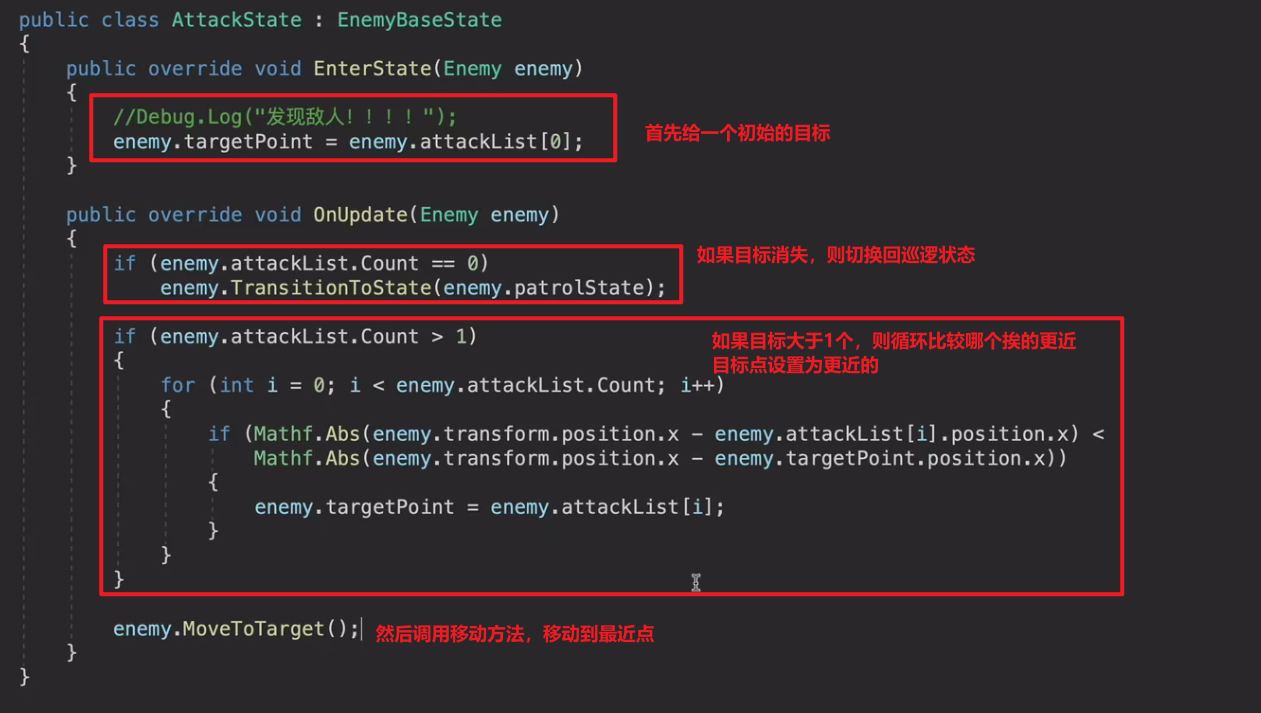 public class AttackState : EnemyBaseState
{
public override void EnterState(Enemy enemy)
{
//Debug.Log("发现敌人！！！！");
enemy.targetPoint = enemy.attackList[0];
首先给一个初始的目标
}
public override void OnUpdate(Enemy enemy)
{
if (enemy.attackList.Count == 0)
enemy.TransitionToState(enemy.patrolState);
如果目标消失，则切换回巡逻状态
if (enemy.attackList.Count > 1)
{
如果目标大于1个，则循环比较哪个挨的更近
目标点设置为更近的
for (int i = 0; i < enemy.attackList.Count; i++)
{
if (Mathf.Abs(enemy.transform.position.x - enemy.attackList[i].position.x) <
Mathf.Abs(enemy.transform.position.x - enemy.targetPoint.position.x))
{
enemy.targetPoint = enemy.attackList[i];
}
}
}
enemy.MoveToTarget(); 然后调用移动方法，移动到最近点
}
}